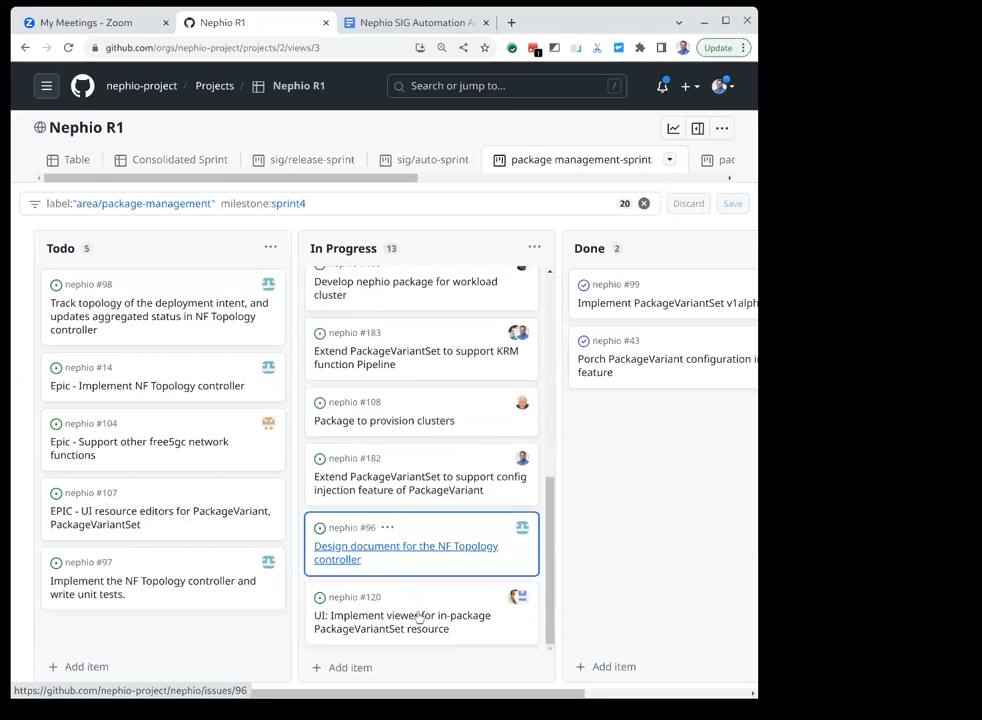 My Meetings - Zoom
Nephio R1
Nephio SIG Automation A
github.com/orgs/nephio-project/projects/2/views/3
Update
nephio-project / Projects / Nephio R1
Search or jump to...
/
Nephio R1
Table
Consolidated Sprint
sig/release-sprint
sig/auto-sprint
package management-sprint
pac
label:"area/package-management" milestone:sprint4
20
Discard
Save
Todo 5
nephio #98
Track topology of the deployment intent, and
updates aggregated status in NF Topology
controller
nephio #14
Epic - Implement NF Topology controller
nephio #104
Epic - Support other free5gc network
functions
nephio #107
EPIC - UI resource editors for PackageVariant,
PackageVariantSet
nephio #97
Implement the NF Topology controller and
write unit tests.
Add item
In Progress 13
Develop nephio package for workload
cluster
nephio #183
Extend PackageVariantSet to support KRM
function Pipeline
nephio #108
Package to provision clusters
nephio #182
Extend PackageVariantSet to support config
injection feature of PackageVariant
nephio #96
Design document for the NF Topology
controller
nephio #120
UI: Implement viewer for in-package
PackageVariantSet resource
Add item
Done 2
nephio #99
Implement PackageVariantSet v1alph
nephio #43
Porch PackageVariant configuration i
feature
Add item
https://github.com/nephio-project/nephio/issues/96